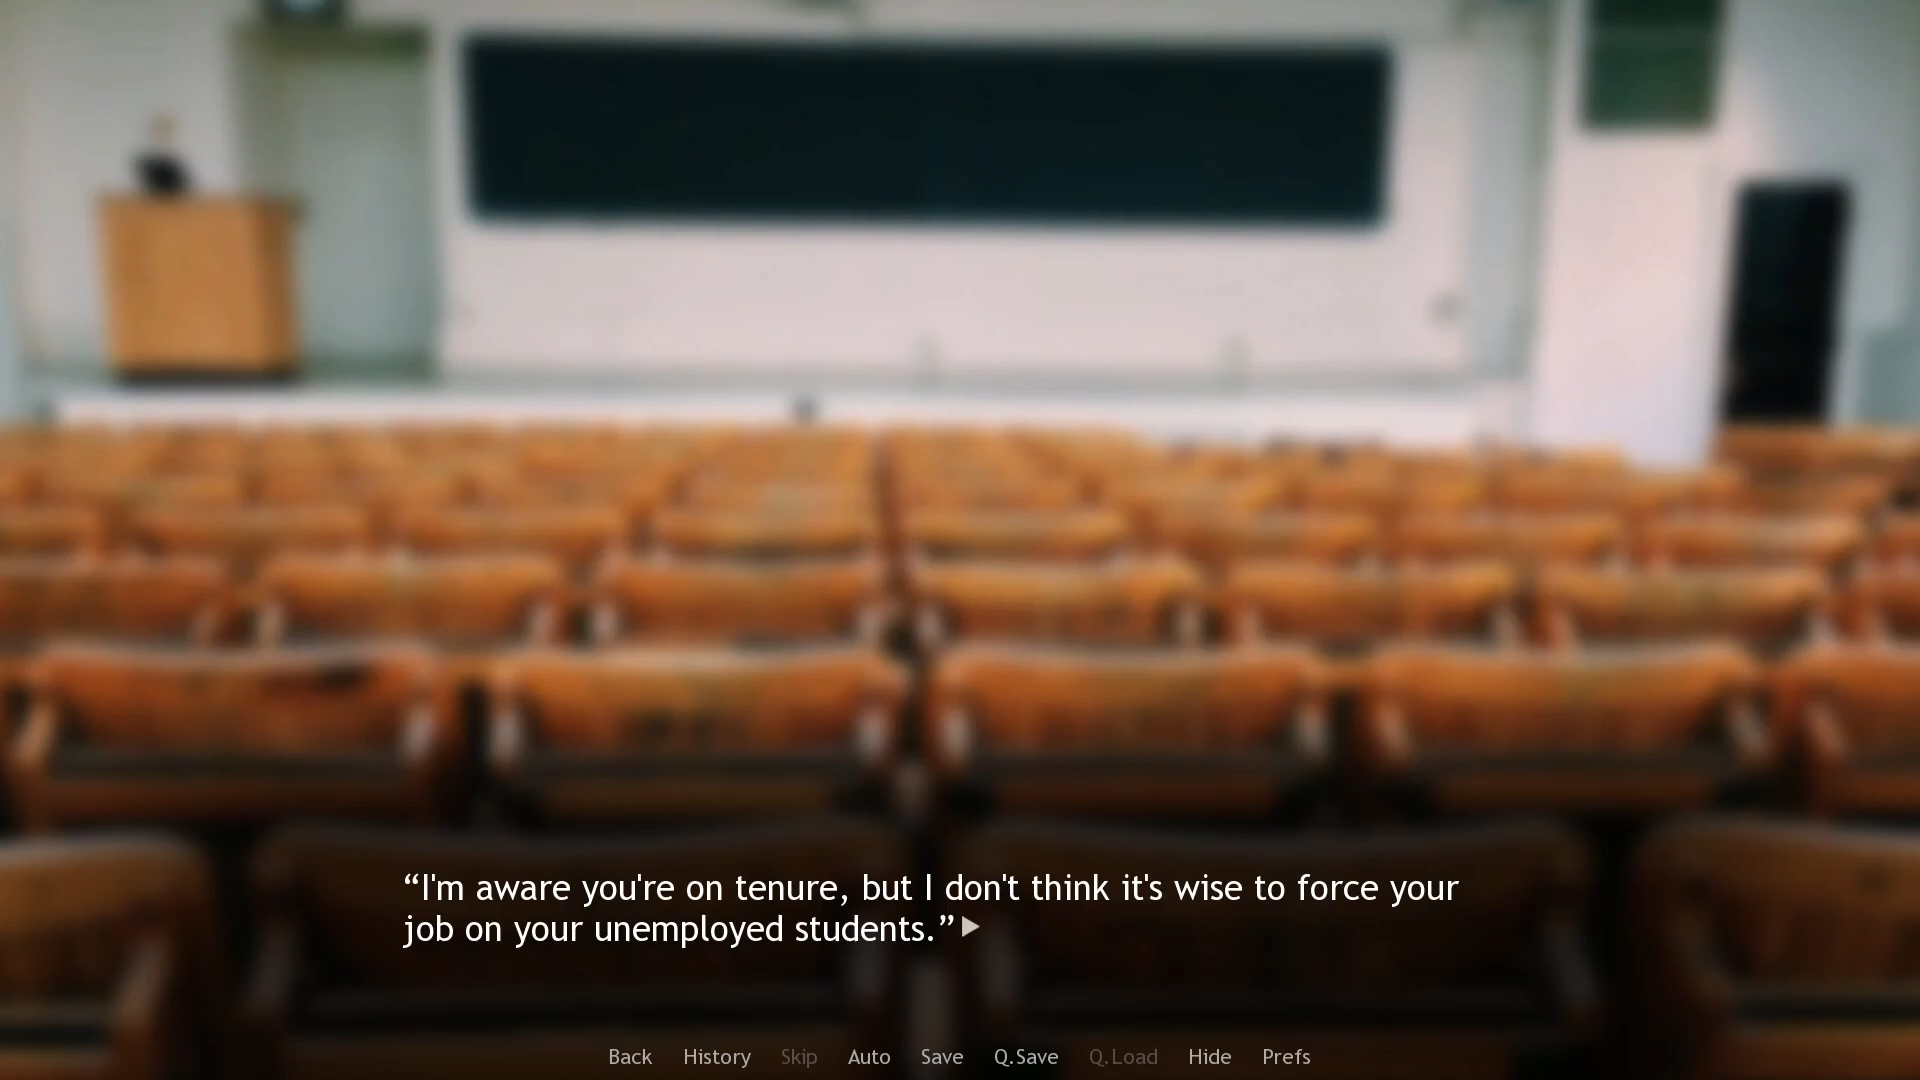 “I'm aware you're on tenure, but I don't think it's wise to force your
job on your unemployed students.”
Back History Skip Auto Save Q.Save Q.Load Hide Prefs